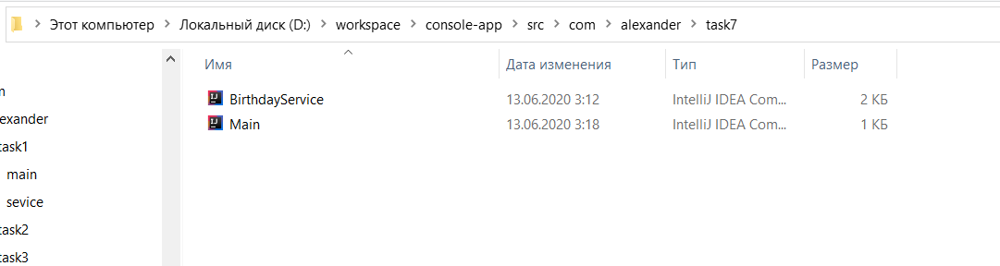 Этот компьютер > Локальный диск (D:) > workspace > console-app > src > com > alexander > task7
Имя Дата изменения Тип Размер
BirthdayService 13.06.2020 3:12 IntelliJ IDEA Com... 2 КБ
Main 13.06.2020 3:18 IntelliJ IDEA Com... 1 КБ
m
exander
task1
main
sevice
task2
task3